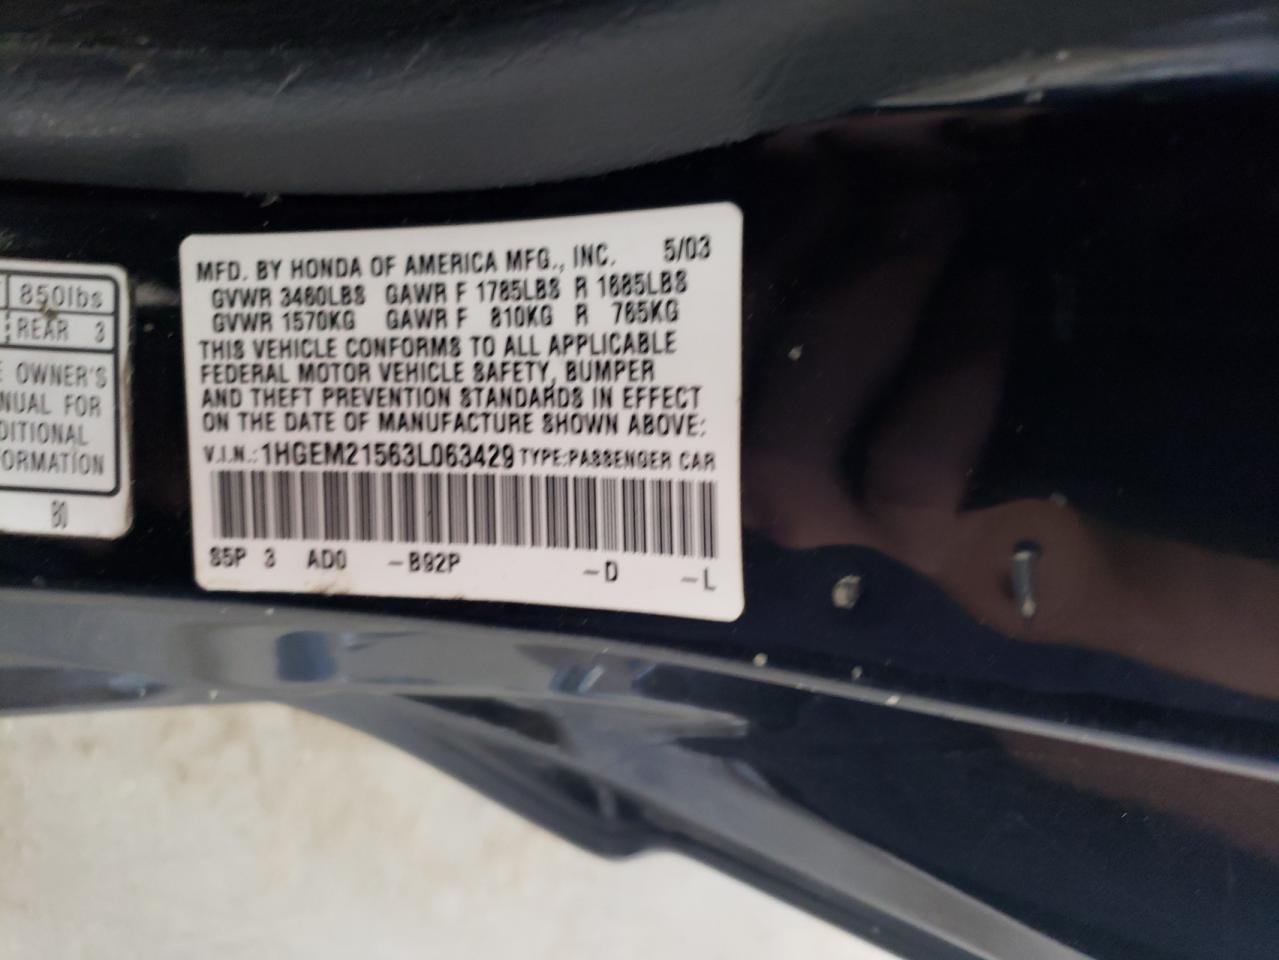 850lbs
REAR 3
OWNER'S
NUAL FOR
DITIONAL
ORMATION
80
MFD. BY HONDA OF AMERICA MFG., INC. 5/03
GVWR 3460LBS GAWR F 1785LBS R 1685LBS
GVWR 1570KG GAWR F 810KG R 765KG
THIS VEHICLE CONFORMS TO ALL APPLICABLE
FEDERAL MOTOR VEHICLE SAFETY, BUMPER
AND THEFT PREVENTION STANDARDS IN EFFECT
ON THE DATE OF MANUFACTURE SHOWN ABOVE:
V.I.N.: 1HGEM21563L063429 TYPE:PASSENGER CAR
S5P 3 AD0 -B92P -D -L